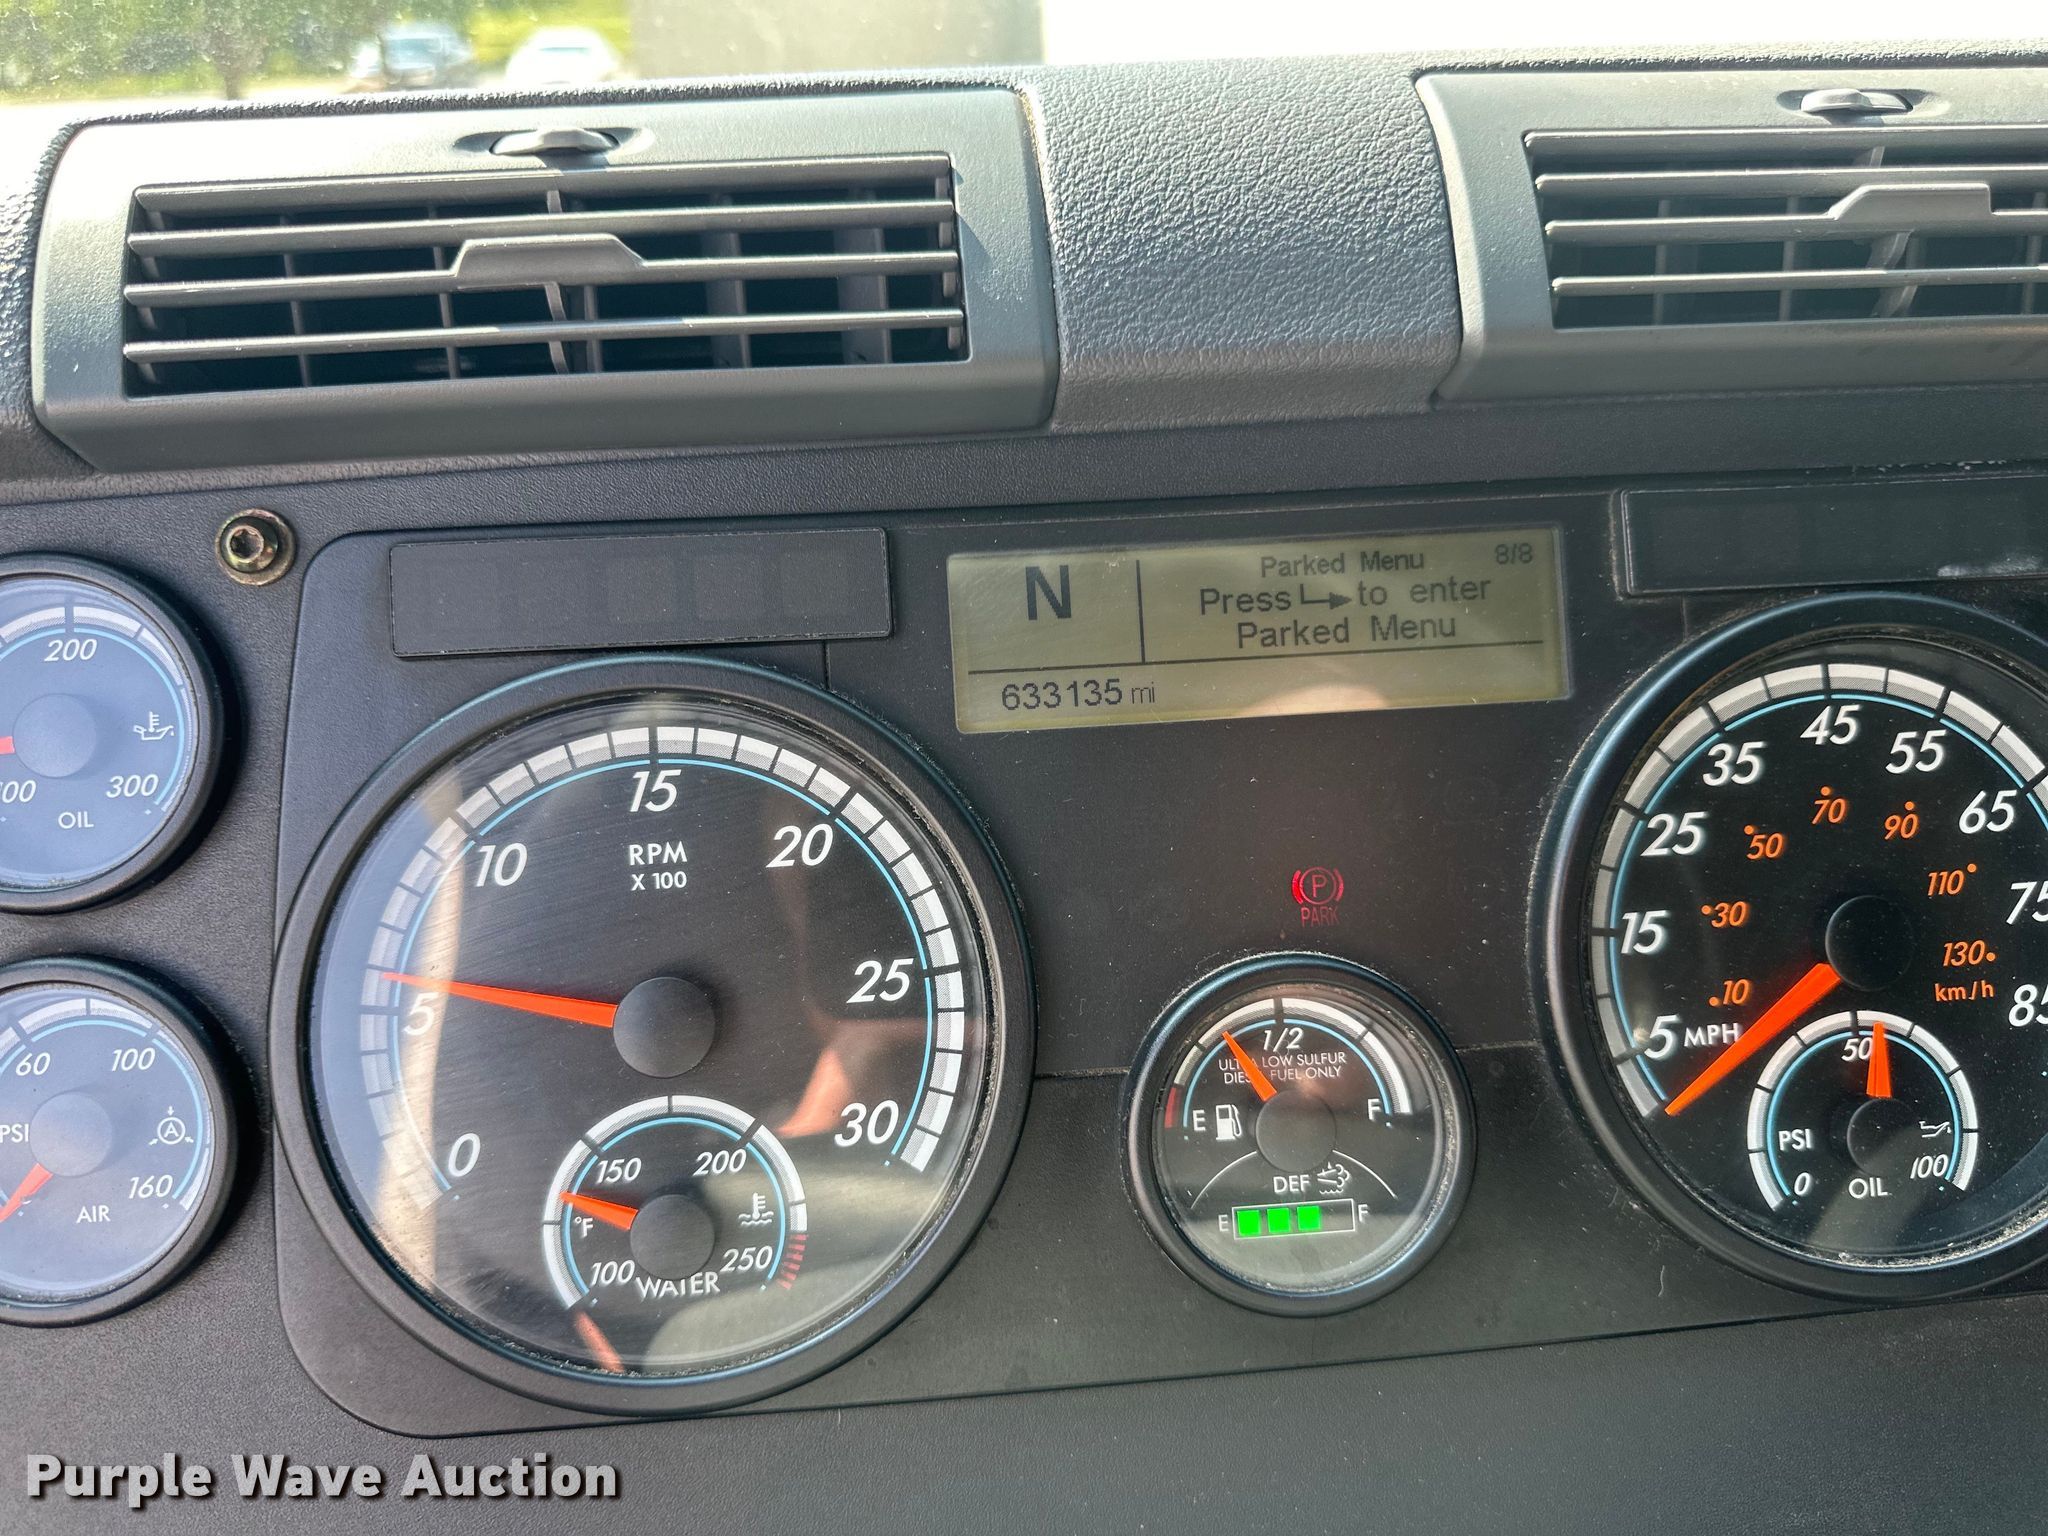 N
Parked Menu 8/8
Press to enter
Parked Menu
633135 mi
200
300
OIL
60
100
PSI
160
AIR
0
5
10
15
20
25
30
RPM
X 100
150
200
°F
100
250
WATER
P
PARK
1/2
LOW SULFUR
FUEL ONLY
E
F
DEF
E
F
5
15
25
35
45
55
65
10
30
50
70
90
110
130
km/h
MPH
50
PSI
0
100
OIL
Purple Wave Auction